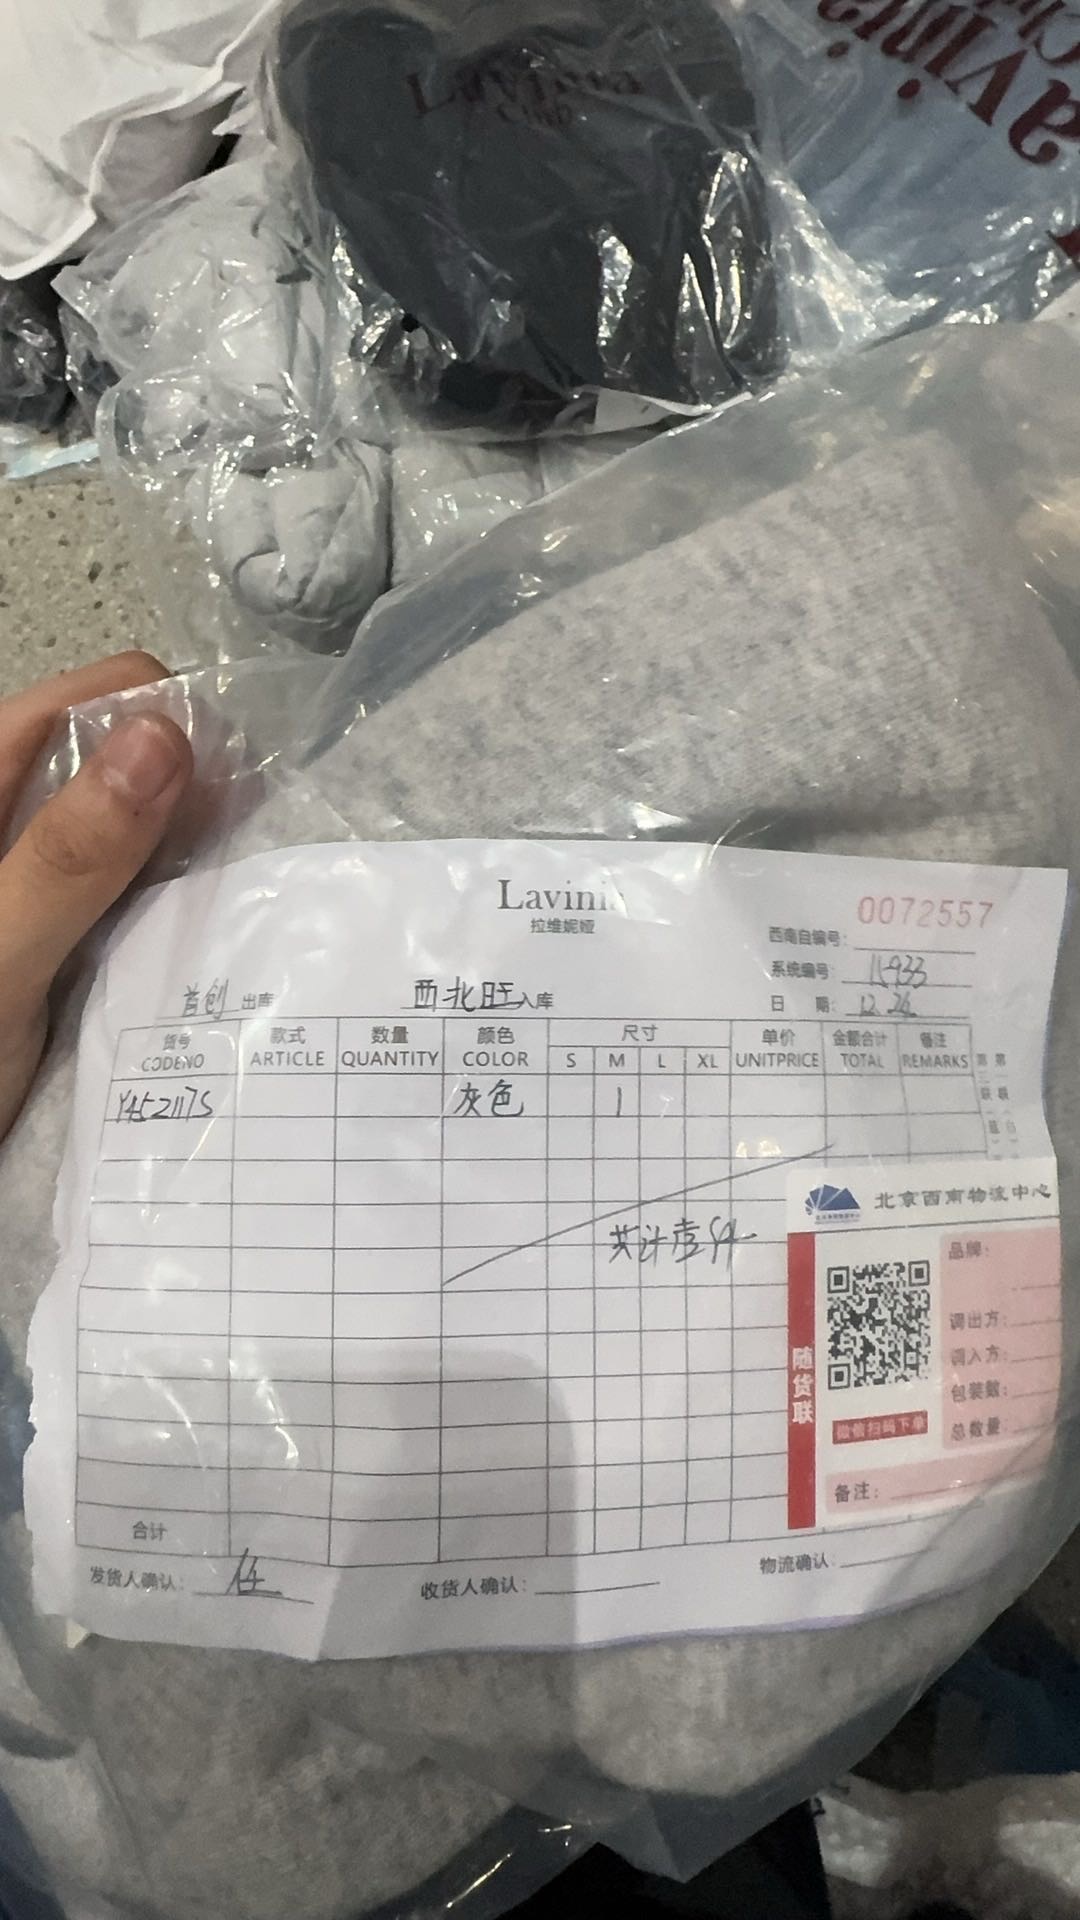 Lavinia
Club
Lavinia
拉维妮娅
0072557
西南自编号:
系统编号: 15933
日 期: 12.26
首创 出库 西北旺 入库
货号 款式 数量 颜色 尺寸 单价 金额合计 备注
CODENO ARTICLE QUANTITY COLOR S M L XL UNITPRICE TOTAL REMARKS
Y452117S 灰色 1
共计壹件
北京西南物流中心
随货联
微信扫码下单
品牌:
调出方:
调入方:
包装数:
总数量:
备注:
合计
发货人确认: 任 收货人确认: 物流确认: